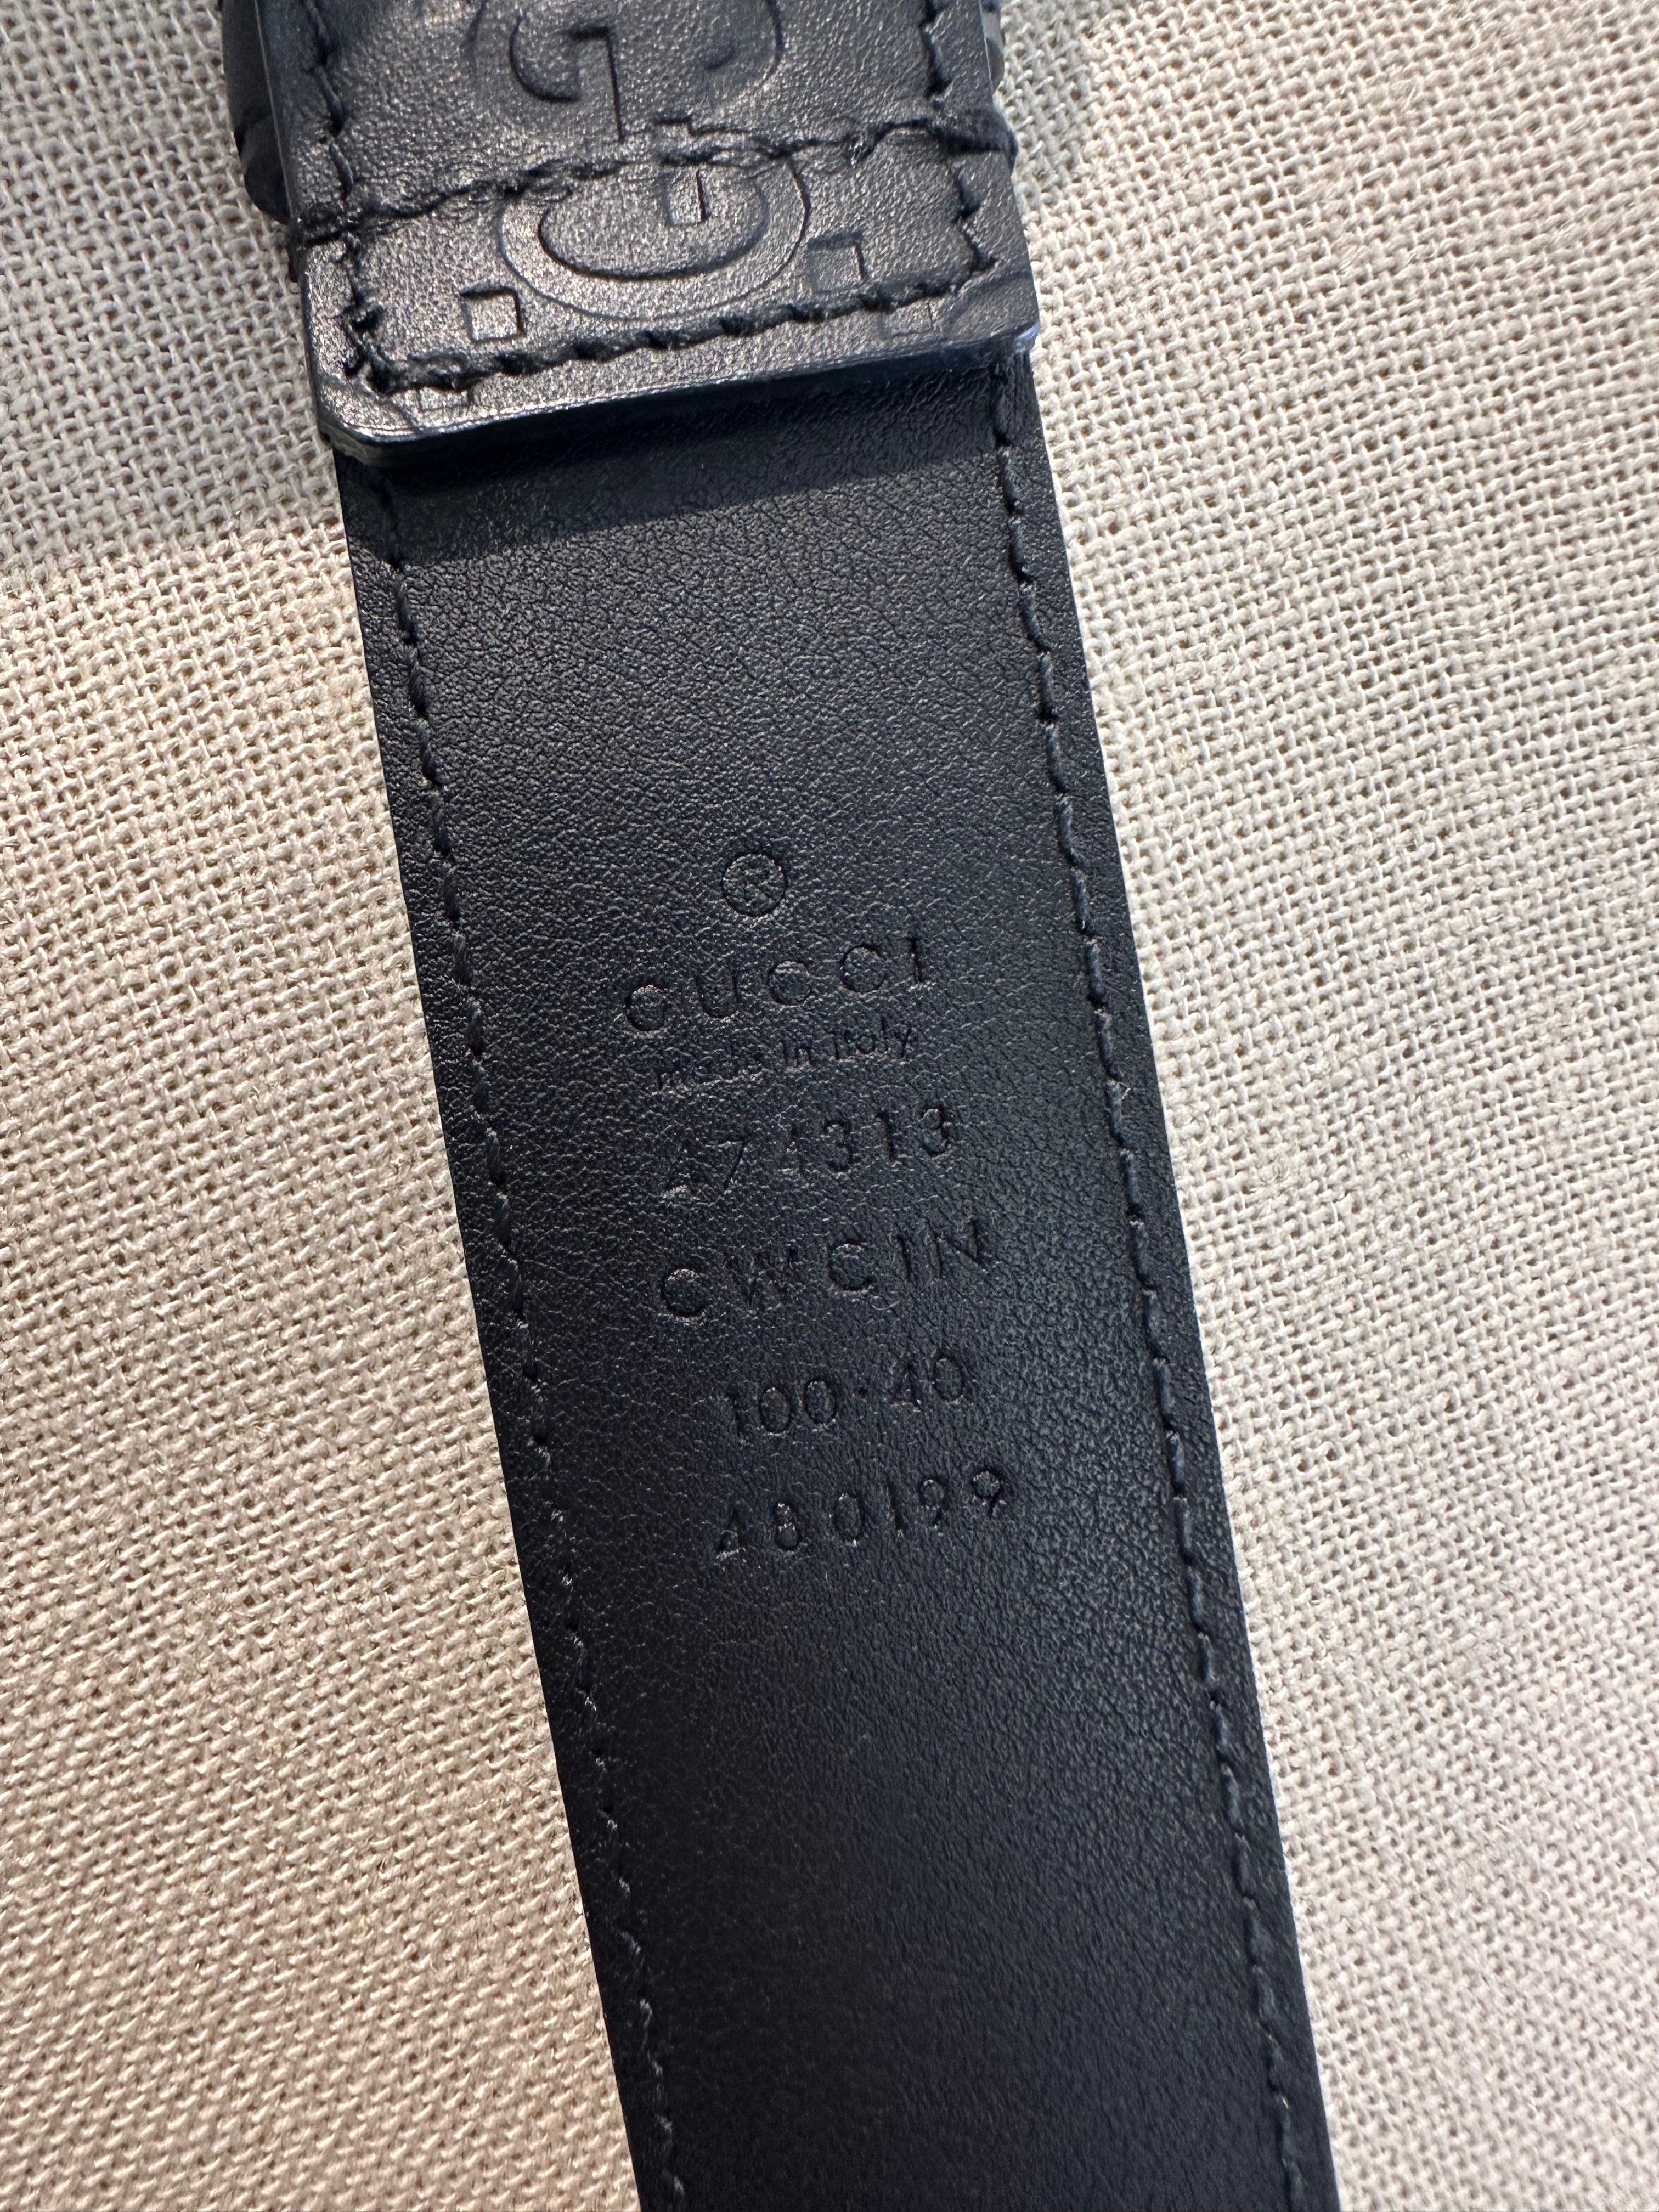 ®
GUCCI
Made in Italy
474313
CWC1N
100·40
480199